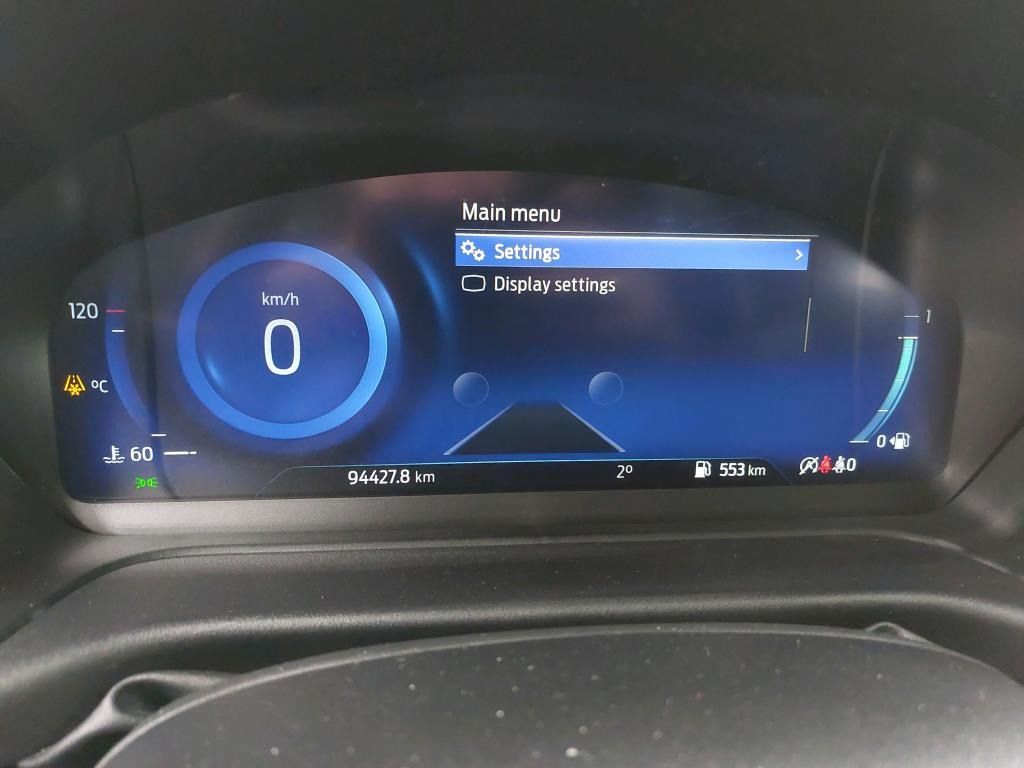 Main menu
Settings
Display settings
km/h
0
120
°C
60
1
0
94427.8 km
2°
553 km
0